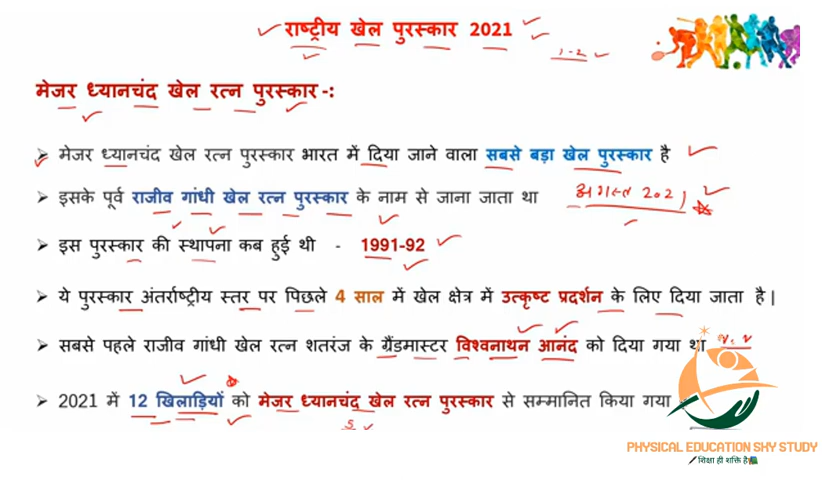 राष्ट्रीय खेल पुरस्कार 2021
1-2
मेजर ध्यानचंद खेल रत्न पुरस्कार -:
➤ मेजर ध्यानचंद खेल रत्न पुरस्कार भारत में दिया जाने वाला सबसे बड़ा खेल पुरस्कार है
➤ इसके पूर्व राजीव गांधी खेल रत्न पुरस्कार के नाम से जाना जाता था अगस्त 2021
➤ इस पुरस्कार की स्थापना कब हुई थी - 1991-92
➤ ये पुरस्कार अंतर्राष्ट्रीय स्तर पर पिछले 4 साल में खेल क्षेत्र में उत्कृष्ट प्रदर्शन के लिए दिया जाता है |
➤ सबसे पहले राजीव गांधी खेल रत्न शतरंज के ग्रैंडमास्टर विश्वनाथन आनंद को दिया गया था
➤ 2021 में 12 खिलाड़ियों को मेजर ध्यानचंद खेल रत्न पुरस्कार से सम्मानित किया गया
5
PHYSICAL EDUCATION SKY STUDY
शिक्षा ही शक्ति है